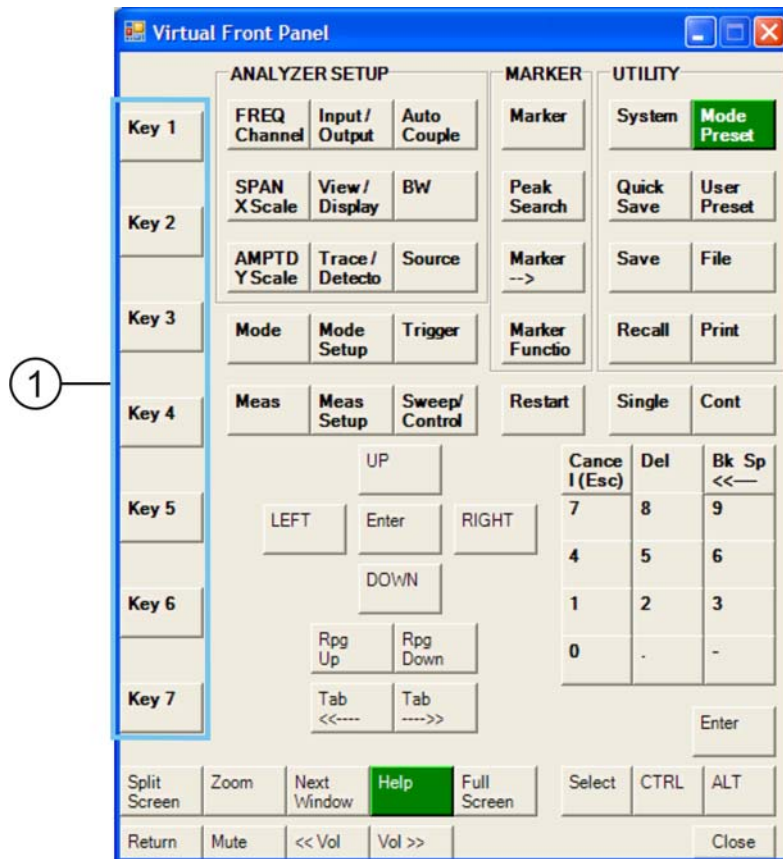 Virtual Front Panel
ANALYZER SETUP MARKER UTILITY
Key 1 FREQ Channel Input / Output Auto Couple Marker System Mode Preset
Key 2 SPAN X Scale View / Display BW Peak Search Quick Save User Preset
AMPTD Y Scale Trace / Detecto Source Marker --> Save File
Key 3 Mode Mode Setup Trigger Marker Functio Recall Print
1
Key 4 Meas Meas Setup Sweep/ Control Restart Single Cont
UP Cance l (Esc) Del Bk Sp <<----
Key 5 LEFT Enter RIGHT 7 8 9
4 5 6
DOWN
Key 6 1 2 3
Rpg Up Rpg Down 0 . -
Key 7 Tab <<---- Tab ---->>
Enter
Split Screen Zoom Next Window Help Full Screen Select CTRL ALT
Return Mute << Vol Vol >> Close